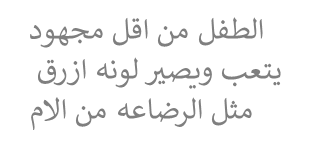 الطفل من اقل مجهود
يتعب ويصير لونه ازرق
مثل الرضاعه من الام